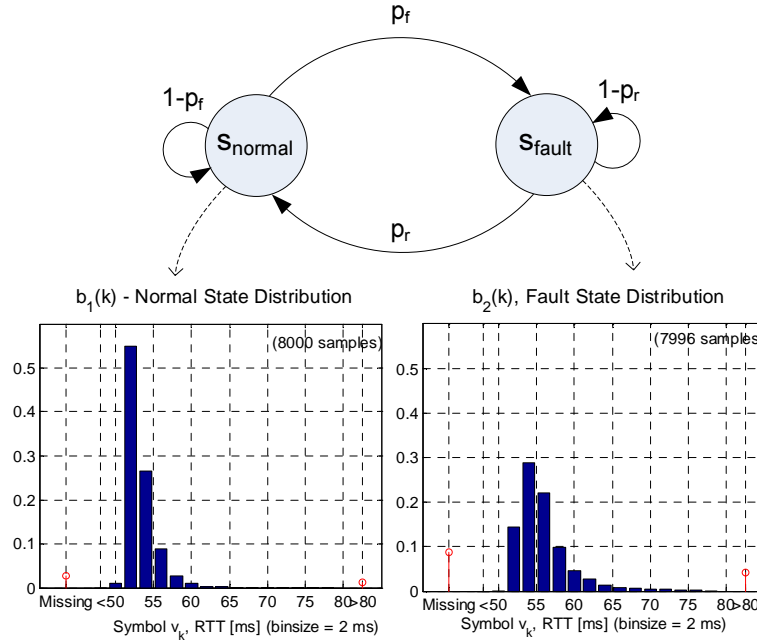 p_f
1-p_f
1-p_r
s_normal
s_fault
p_r
b_1(k) - Normal State Distribution
b_2(k), Fault State Distribution
(8000 samples)
(7996 samples
0.5
0.4
0.3
0.2
0.1
0
Missing <50 55 60 65 70 75 >80
Symbol v_k, RTT [ms] (binsize = 2 ms)
0.5
0.4
0.3
0.2
0.1
0
Missing <50 55 60 65 70 75 >80
Symbol v_k, RTT [ms] (binsize = 2 ms)